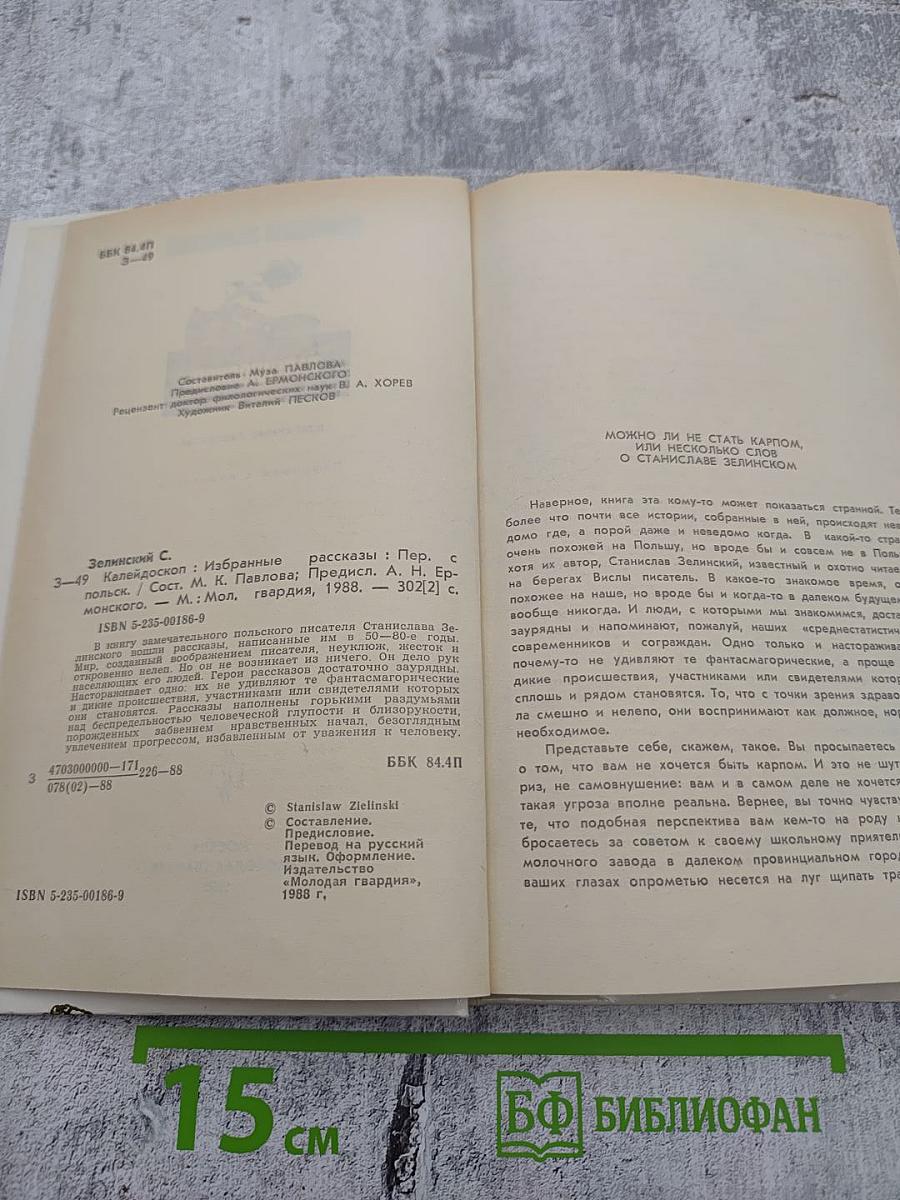 ББК 84.4П
З—49
Составитель Муза ПАВЛОВА
Предисловие А. ЕРМОНСКОГО
Рецензент доктор филологических наук В. А. ХОРЕВ
Художник Виталий ПЕСКОВ
Зелинский С.
З—49 Калейдоскоп : Избранные рассказы : Пер. с
польск. / Сост. М. К. Павлова; Предисл. А. Н. Ер-
монского. — М. : Мол. гвардия, 1988. — 302[2] с.
ISBN 5-235-00186-9
В книгу замечательного польского писателя Станислава Зе-
линского вошли рассказы, написанные им в 50—80-е годы.
Мир, созданный воображением писателя, неуклюж, жесток и
откровенно нелеп. Но он не возникает из ничего. Он дело рук
населяющих его людей. Герои рассказов достаточно заурядны.
Настораживает одно: их не удивляют те фантасмагорические
и дикие происшествия, участниками или свидетелями которых
они становятся. Рассказы наполнены горькими раздумьями
над беспредельностью человеческой глупости и близорукости,
порожденных забвением нравственных начал, безоглядным
увлечением прогрессом, избавленным от уважения к человеку.
З 4703000000—171
078(02)—88
226—88
ББК 84.4П
© Stanislaw Zielinski
© Составление.
Предисловие.
Перевод на русский
язык. Оформление.
Издательство
«Молодая гвардия»,
1988 г,
ISBN 5-235-00186-9
МОЖНО ЛИ НЕ СТАТЬ КАРПОМ,
ИЛИ НЕСКОЛЬКО СЛОВ
О СТАНИСЛАВЕ ЗЕЛИНСКОМ
Наверное, книга эта кому-то может показаться странной. Те
более что почти все истории, собранные в ней, происходят нев
домо где, а порой даже и неведомо когда. В какой-то стра
очень похожей на Польшу, но вроде бы и совсем не в Поль
хотя их автор, Станислав Зелинский, известный и охотно читае
на берегах Вислы писатель. В какое-то знакомое время, о
похожее на наше, но вроде бы и когда-то в далеком будущем
вообще никогда. И люди, с которыми мы знакомимся, доста
заурядны и напоминают, пожалуй, наших «среднестатистич
современников и сограждан. Одно только и насторажива
почему-то не удивляют те фантасмагорические, а проще
дикие происшествия, участниками или свидетелями котор
сплошь и рядом становятся. То, что с точки зрения здраво
ла смешно и нелепо, они воспринимают как должное, нор
необходимое.
Представьте себе, скажем, такое. Вы просыпаетесь
о том, что вам не хочется быть карпом. И это не шут
риз, не самовнушение: вам и в самом деле не хочется
такая угроза вполне реальна. Вернее, вы точно чувству
те, что подобная перспектива вам кем-то на роду н
бросаетесь за советом к своему школьному приятел
молочного завода в далеком провинциальном город
ваших глазах опрометью несется на луг щипать тра
15 см
БФ БИБЛИОФАН